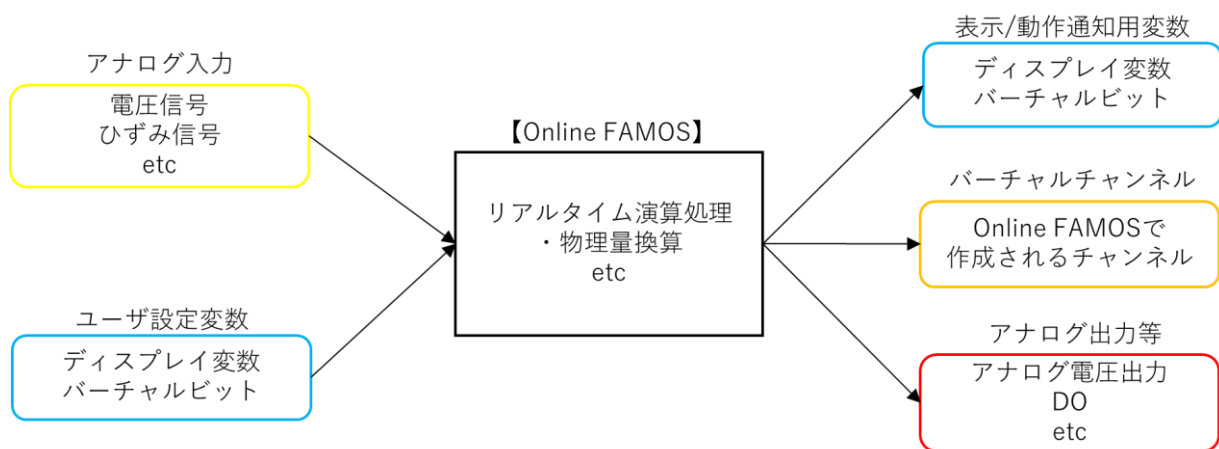 アナログ入力
電圧信号
ひずみ信号
etc
ユーザ設定変数
ディスプレイ変数
バーチャルビット
【Online FAMOS】
リアルタイム演算処理
・物理量換算
etc
表示/動作通知用変数
ディスプレイ変数
バーチャルビット
バーチャルチャンネル
Online FAMOSで
作成されるチャンネル
アナログ出力等
アナログ電圧出力
DO
etc